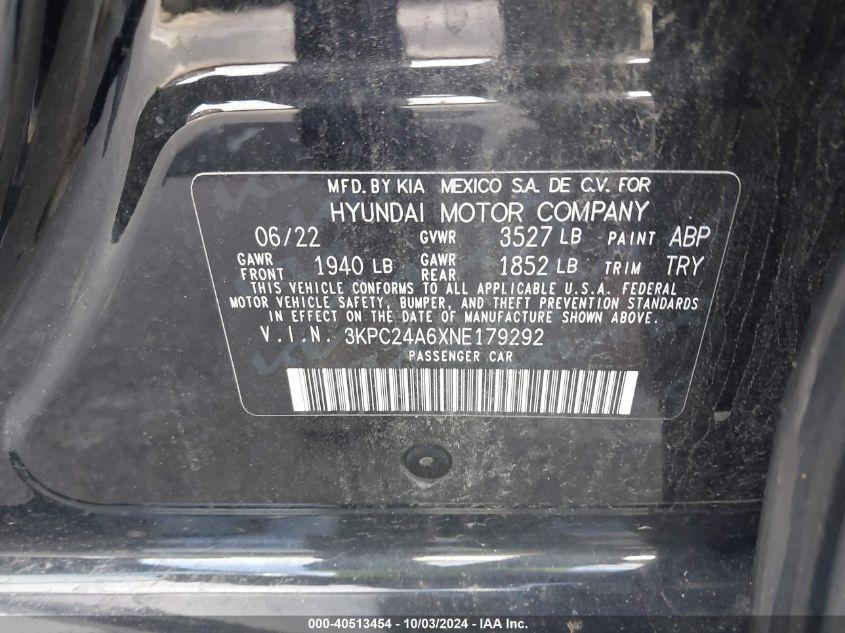 MFD. BY KIA MEXICO S.A. DE C.V. FOR
HYUNDAI MOTOR COMPANY
06/22 GVWR 3527 LB PAINT ABP
GAWR FRONT 1940 LB GAWR REAR 1852 LB TRIM TRY
THIS VEHICLE CONFORMS TO ALL APPLICABLE U.S.A. FEDERAL
MOTOR VEHICLE SAFETY, BUMPER, AND THEFT PREVENTION STANDARDS
IN EFFECT ON THE DATE OF MANUFACTURE SHOWN ABOVE.
V.I.N. 3KPC24A6XNE179292
PASSENGER CAR
000-40513454 - 10/03/2024 - IAA Inc.